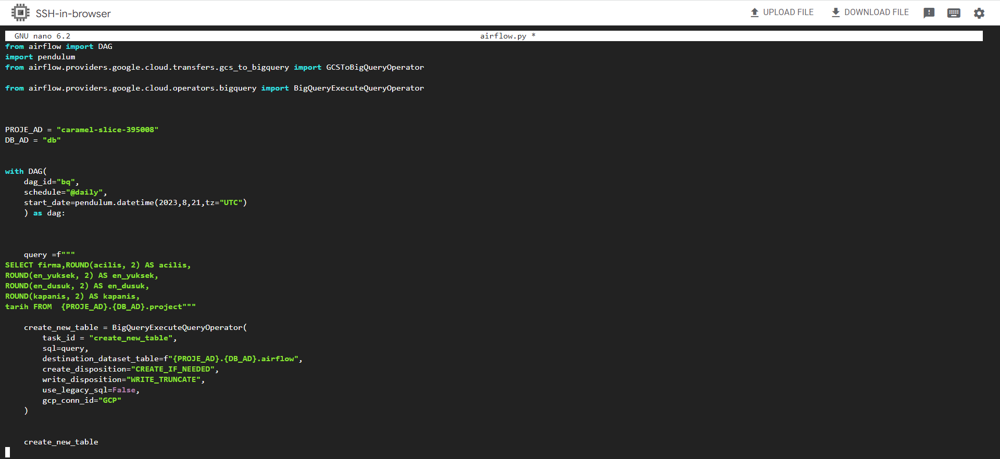 SSH-in-browser
UPLOAD FILE
DOWNLOAD FILE
GNU nano 6.2 airflow.py *
from airflow import DAG
import pendulum
from airflow.providers.google.cloud.transfers.gcs_to_bigquery import GCSToBigQueryOperator
from airflow.providers.google.cloud.operators.bigquery import BigQueryExecuteQueryOperator
PROJE_AD = "caramel-slice-395008"
DB_AD = "db"
with DAG(
    dag_id="bq",
    schedule="@daily",
    start_date=pendulum.datetime(2023,8,21,tz="UTC")
    ) as dag:
    query =f"""
SELECT firma,ROUND(acilis, 2) AS acilis,
ROUND(en_yuksek, 2) AS en_yuksek,
ROUND(en_dusuk, 2) AS en_dusuk,
ROUND(kapanis, 2) AS kapanis,
tarih FROM  {PROJE_AD}.{DB_AD}.project"""
    create_new_table = BigQueryExecuteQueryOperator(
        task_id = "create_new_table",
        sql=query,
        destination_dataset_table=f"{PROJE_AD}.{DB_AD}.airflow",
        create_disposition="CREATE_IF_NEEDED",
        write_disposition="WRITE_TRUNCATE",
        use_legacy_sql=False,
        gcp_conn_id="GCP"
    )
    create_new_table